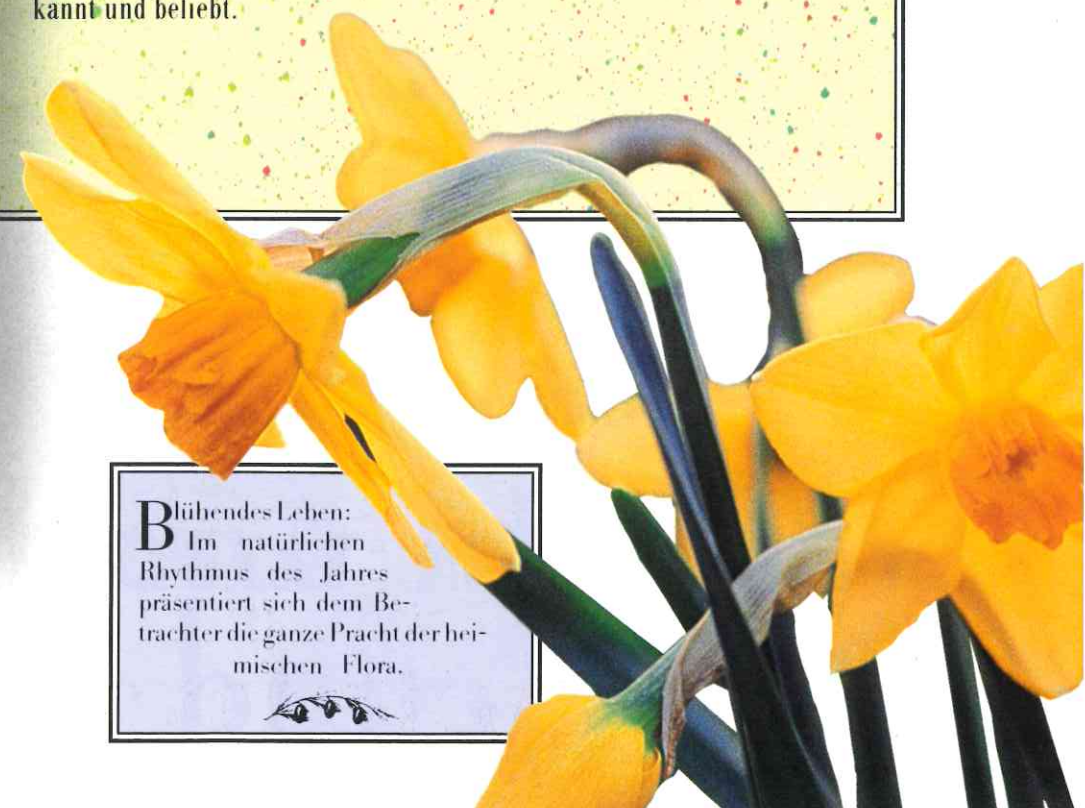 kannt und beliebt.
Blühendes Leben:
Im natürlichen
Rhythmus des Jahres
präsentiert sich dem Be-
trachter die ganze Pracht der hei-
mischen Flora.